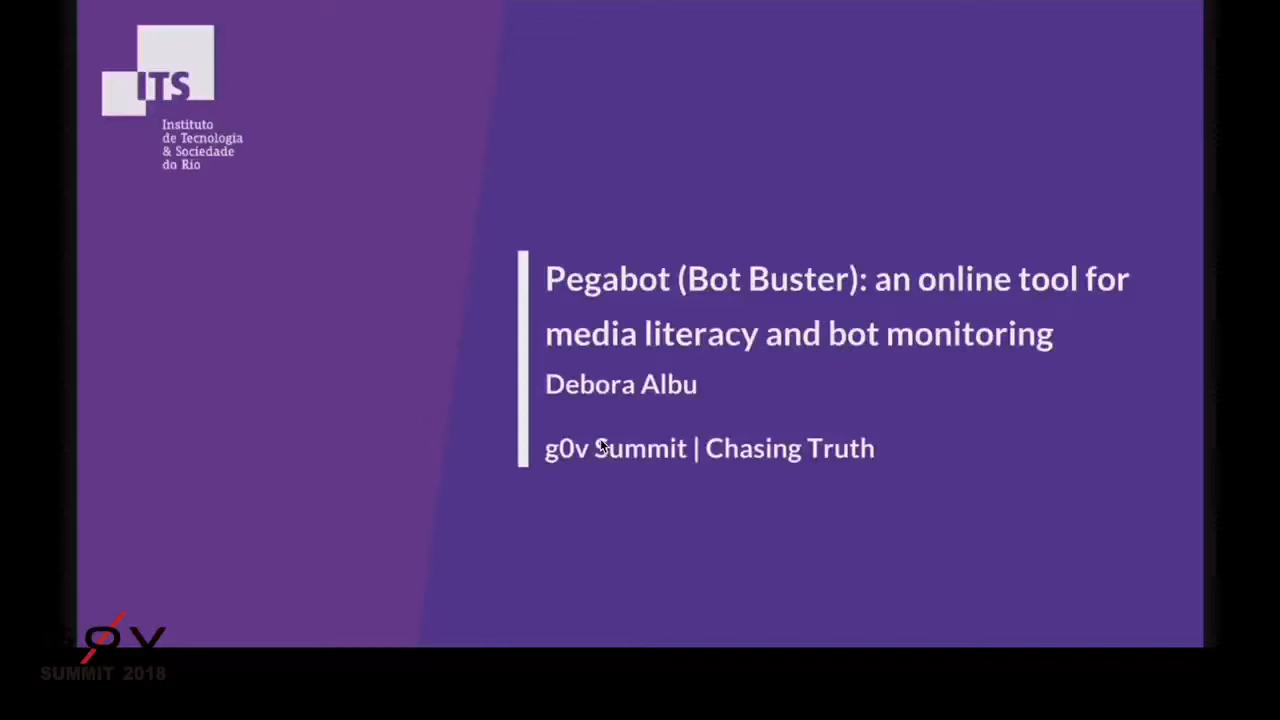 ITS
Instituto
de Tecnologia
& Sociedade
do Rio
Pegabot (Bot Buster): an online tool for
media literacy and bot monitoring
Debora Albu
g0v Summit | Chasing Truth
g0v
SUMMIT 2018